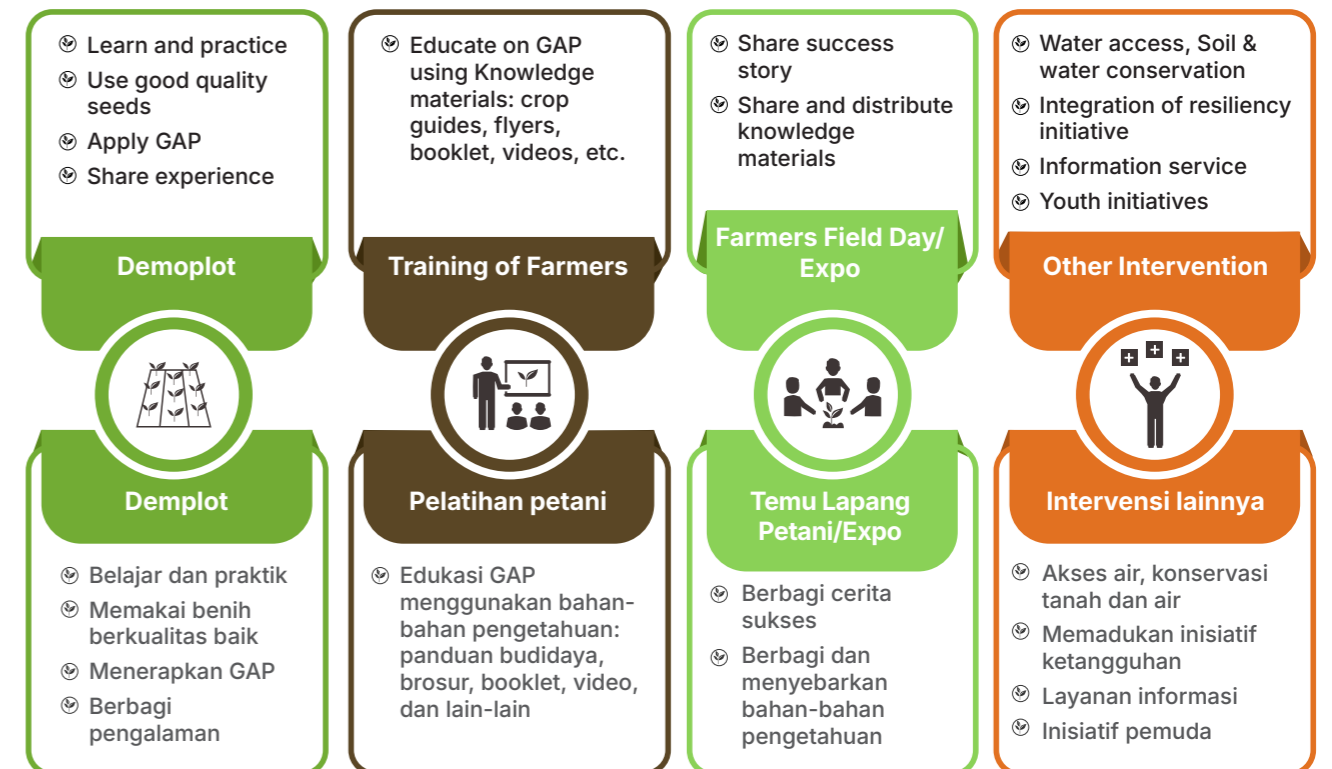 Learn and practice
Use good quality
seeds
Apply GAP
Share experience
Demoplot
Educate on GAP
using Knowledge
materials: crop
guides, flyers,
booklet, videos, etc.
Training of Farmers
Share success
story
Share and distribute
knowledge
materials
Farmers Field Day/
Expo
Water access, Soil &
water conservation
Integration of resiliency
initiative
Information service
Youth initiatives
Other Intervention
Demplot
Belajar dan praktik
Memakai benih
berkualitas baik
Menerapkan GAP
Berbagi
pengalaman
Pelatihan petani
Edukasi GAP
menggunakan bahan-
bahan pengetahuan:
panduan budidaya,
brosur, booklet, video,
dan lain-lain
Temu Lapang
Petani/Expo
Berbagi cerita
sukses
Berbagi dan
menyebarkan
bahan-bahan
pengetahuan
Intervensi lainnya
Akses air, konservasi
tanah dan air
Memadukan inisiatif
ketangguhan
Layanan informasi
Inisiatif pemuda